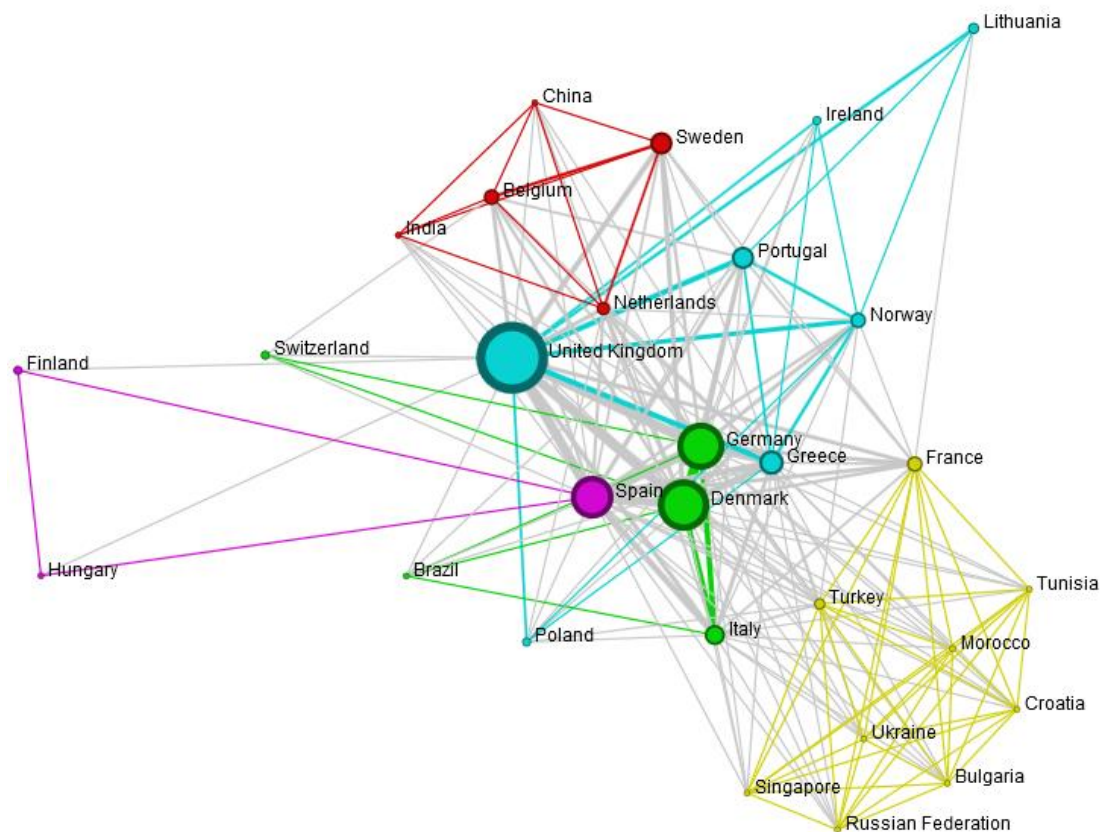 Lithuania
China
Ireland
Sweden
Belgium
India
Portugal
Netherlands
Norway
Switzerland
United Kingdom
Finland
Germany
Greece
France
Spain
Denmark
Hungary
Brazil
Tunisia
Turkey
Poland
Italy
Morocco
Croatia
Ukraine
Singapore
Bulgaria
Russian Federation